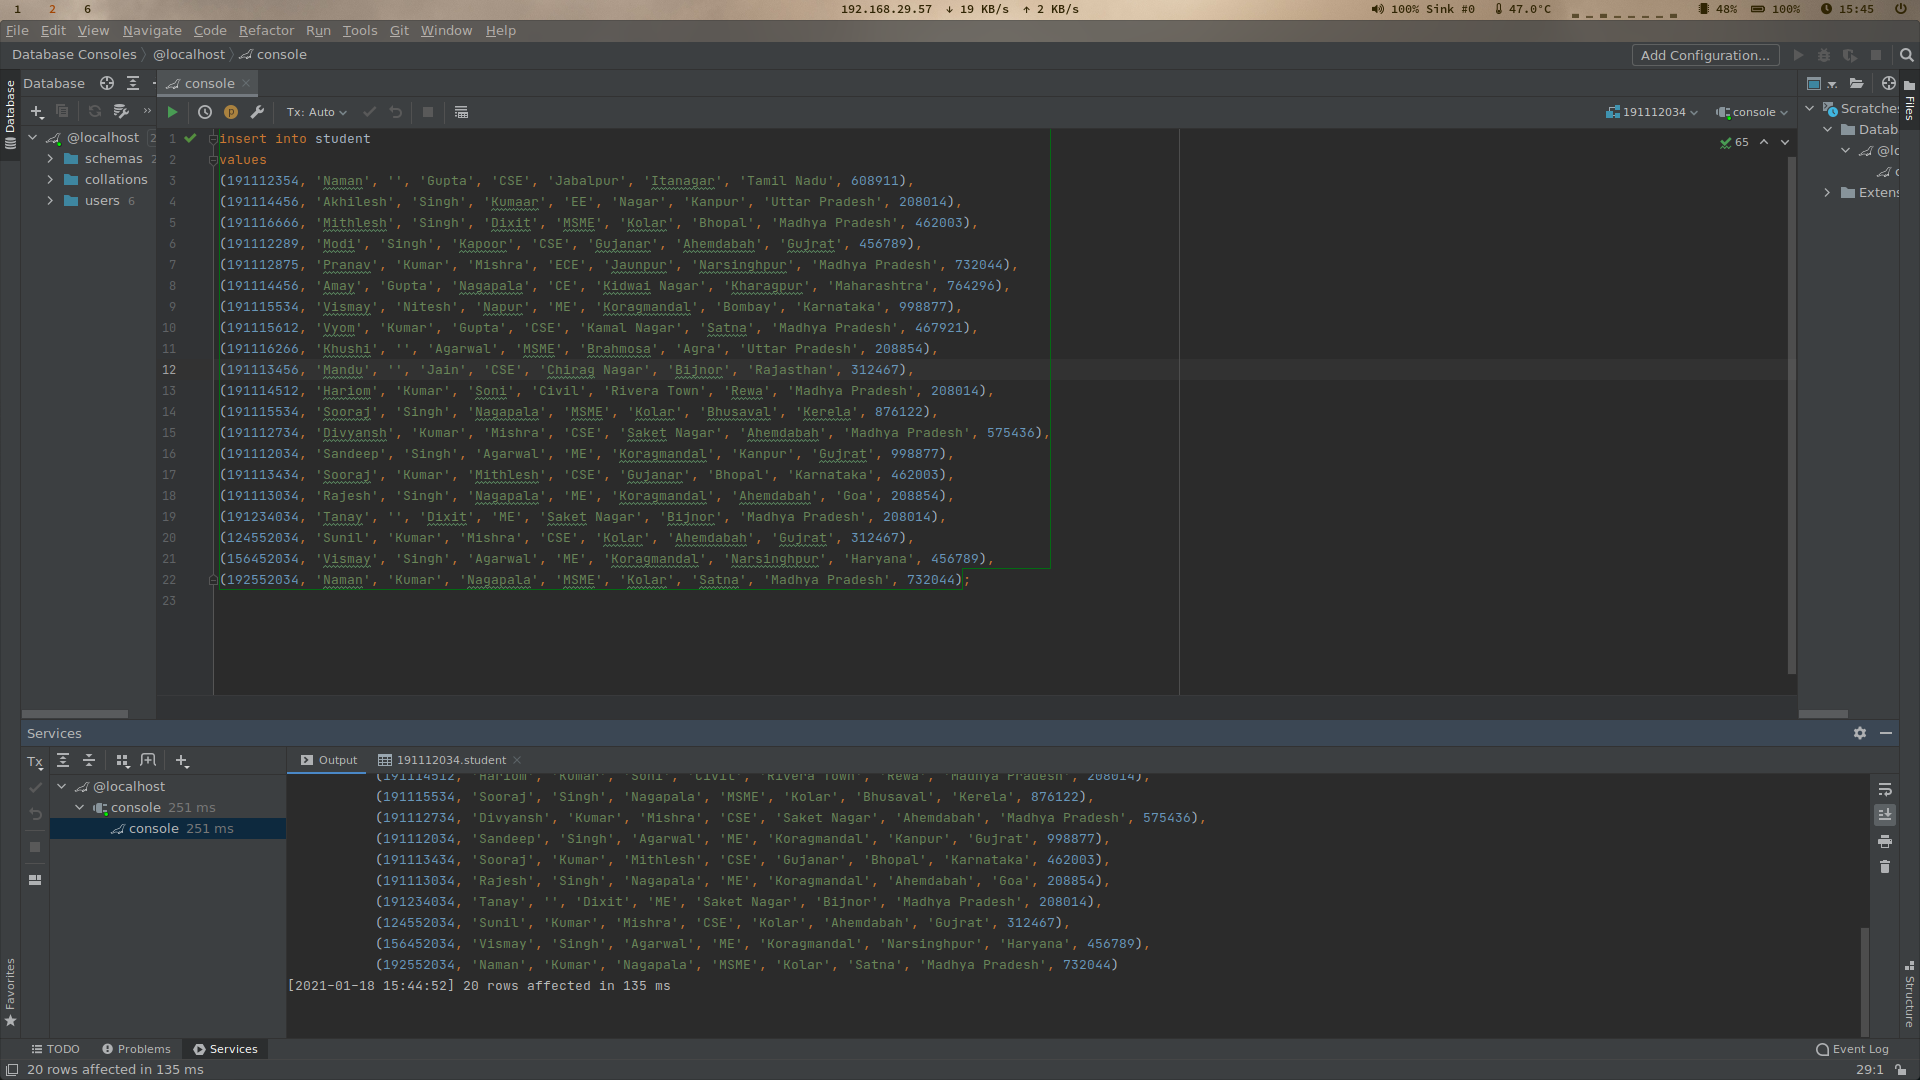 1 2 6 192.168.29.57 ↓ 19 KB/s ↑ 2 KB/s 100% Sink #0 47.0°C 48% 100% 15:45
File Edit View Navigate Code Refactor Run Tools Git Window Help
Database Consoles @localhost console Add Configuration...
Database console
Tx: Auto 191112034 console
Database
Files
@localhost 2
schemas 2
collations
users 6
65
Scratches
Datab
@lo
c
Extens
1 insert into student
2 values
3 (191112354, 'Naman', '', 'Gupta', 'CSE', 'Jabalpur', 'Itanagar', 'Tamil Nadu', 608911),
4 (191114456, 'Akhilesh', 'Singh', 'Kumaar', 'EE', 'Nagar', 'Kanpur', 'Uttar Pradesh', 208014),
5 (191116666, 'Mithlesh', 'Singh', 'Dixit', 'MSME', 'Kolar', 'Bhopal', 'Madhya Pradesh', 462003),
6 (191112289, 'Modi', 'Singh', 'Kapoor', 'CSE', 'Gujanar', 'Ahemdabah', 'Gujrat', 456789),
7 (191112875, 'Pranav', 'Kumar', 'Mishra', 'ECE', 'Jaunpur', 'Narsinghpur', 'Madhya Pradesh', 732044),
8 (191114456, 'Amay', 'Gupta', 'Nagapala', 'CE', 'Kidwai Nagar', 'Kharagpur', 'Maharashtra', 764296),
9 (191115534, 'Vismay', 'Nitesh', 'Napur', 'ME', 'Koragmandal', 'Bombay', 'Karnataka', 998877),
10 (191115612, 'Vyom', 'Kumar', 'Gupta', 'CSE', 'Kamal Nagar', 'Satna', 'Madhya Pradesh', 467921),
11 (191116266, 'Khushi', '', 'Agarwal', 'MSME', 'Brahmosa', 'Agra', 'Uttar Pradesh', 208854),
12 (191113456, 'Mandu', '', 'Jain', 'CSE', 'Chirag Nagar', 'Bijnor', 'Rajasthan', 312467),
13 (191114512, 'Hariom', 'Kumar', 'Soni', 'Civil', 'Rivera Town', 'Rewa', 'Madhya Pradesh', 208014),
14 (191115534, 'Sooraj', 'Singh', 'Nagapala', 'MSME', 'Kolar', 'Bhusaval', 'Kerela', 876122),
15 (191112734, 'Divyansh', 'Kumar', 'Mishra', 'CSE', 'Saket Nagar', 'Ahemdabah', 'Madhya Pradesh', 575436),
16 (191112034, 'Sandeep', 'Singh', 'Agarwal', 'ME', 'Koragmandal', 'Kanpur', 'Gujrat', 998877),
17 (191113434, 'Sooraj', 'Kumar', 'Mithlesh', 'CSE', 'Gujanar', 'Bhopal', 'Karnataka', 462003),
18 (191113034, 'Rajesh', 'Singh', 'Nagapala', 'ME', 'Koragmandal', 'Ahemdabah', 'Goa', 208854),
19 (191234034, 'Tanay', '', 'Dixit', 'ME', 'Saket Nagar', 'Bijnor', 'Madhya Pradesh', 208014),
20 (124552034, 'Sunil', 'Kumar', 'Mishra', 'CSE', 'Kolar', 'Ahemdabah', 'Gujrat', 312467),
21 (156452034, 'Vismay', 'Singh', 'Agarwal', 'ME', 'Koragmandal', 'Narsinghpur', 'Haryana', 456789),
22 (192552034, 'Naman', 'Kumar', 'Nagapala', 'MSME', 'Kolar', 'Satna', 'Madhya Pradesh', 732044);
23
Services
Tx Output 191112034.student
@localhost
console 251 ms
console 251 ms
(191114512, 'Hariom', 'Kumar', 'Soni', 'Civil', 'Rivera Town', 'Rewa', 'Madhya Pradesh', 208014),
(191115534, 'Sooraj', 'Singh', 'Nagapala', 'MSME', 'Kolar', 'Bhusaval', 'Kerela', 876122),
(191112734, 'Divyansh', 'Kumar', 'Mishra', 'CSE', 'Saket Nagar', 'Ahemdabah', 'Madhya Pradesh', 575436),
(191112034, 'Sandeep', 'Singh', 'Agarwal', 'ME', 'Koragmandal', 'Kanpur', 'Gujrat', 998877),
(191113434, 'Sooraj', 'Kumar', 'Mithlesh', 'CSE', 'Gujanar', 'Bhopal', 'Karnataka', 462003),
(191113034, 'Rajesh', 'Singh', 'Nagapala', 'ME', 'Koragmandal', 'Ahemdabah', 'Goa', 208854),
(191234034, 'Tanay', '', 'Dixit', 'ME', 'Saket Nagar', 'Bijnor', 'Madhya Pradesh', 208014),
(124552034, 'Sunil', 'Kumar', 'Mishra', 'CSE', 'Kolar', 'Ahemdabah', 'Gujrat', 312467),
(156452034, 'Vismay', 'Singh', 'Agarwal', 'ME', 'Koragmandal', 'Narsinghpur', 'Haryana', 456789),
(192552034, 'Naman', 'Kumar', 'Nagapala', 'MSME', 'Kolar', 'Satna', 'Madhya Pradesh', 732044)
[2021-01-18 15:44:52] 20 rows affected in 135 ms
Favorites
Structure
TODO Problems Services Event Log
20 rows affected in 135 ms 29:1